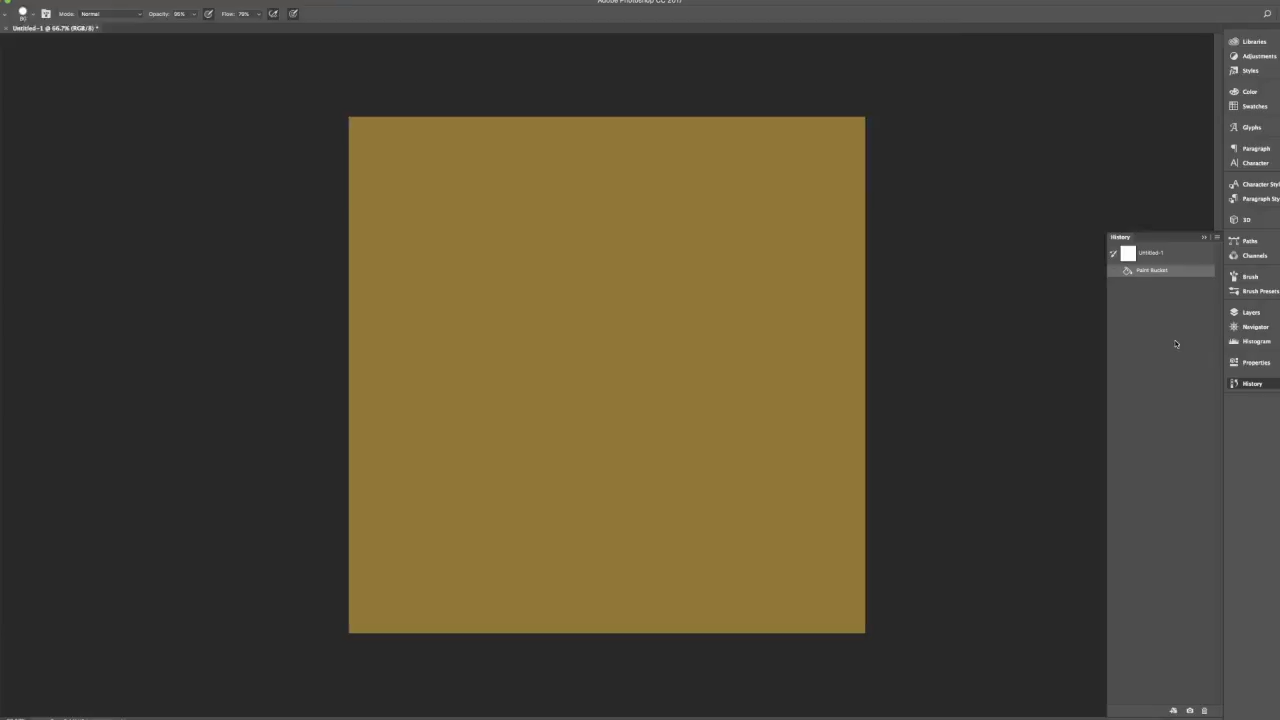 Adobe Photoshop CC 2017
Mode: Normal Opacity: 96% Flow: 76%
Untitled-1 @ 66.7% (RGB/8) *
Libraries
Adjustments
Styles
Color
Swatches
Glyphs
Paragraph
Character
Character Styl
Paragraph Sty
3D
History
Untitled-1
Paint Bucket
Paths
Channels
Brush
Brush Presets
Layers
Navigator
Histogram
Properties
History